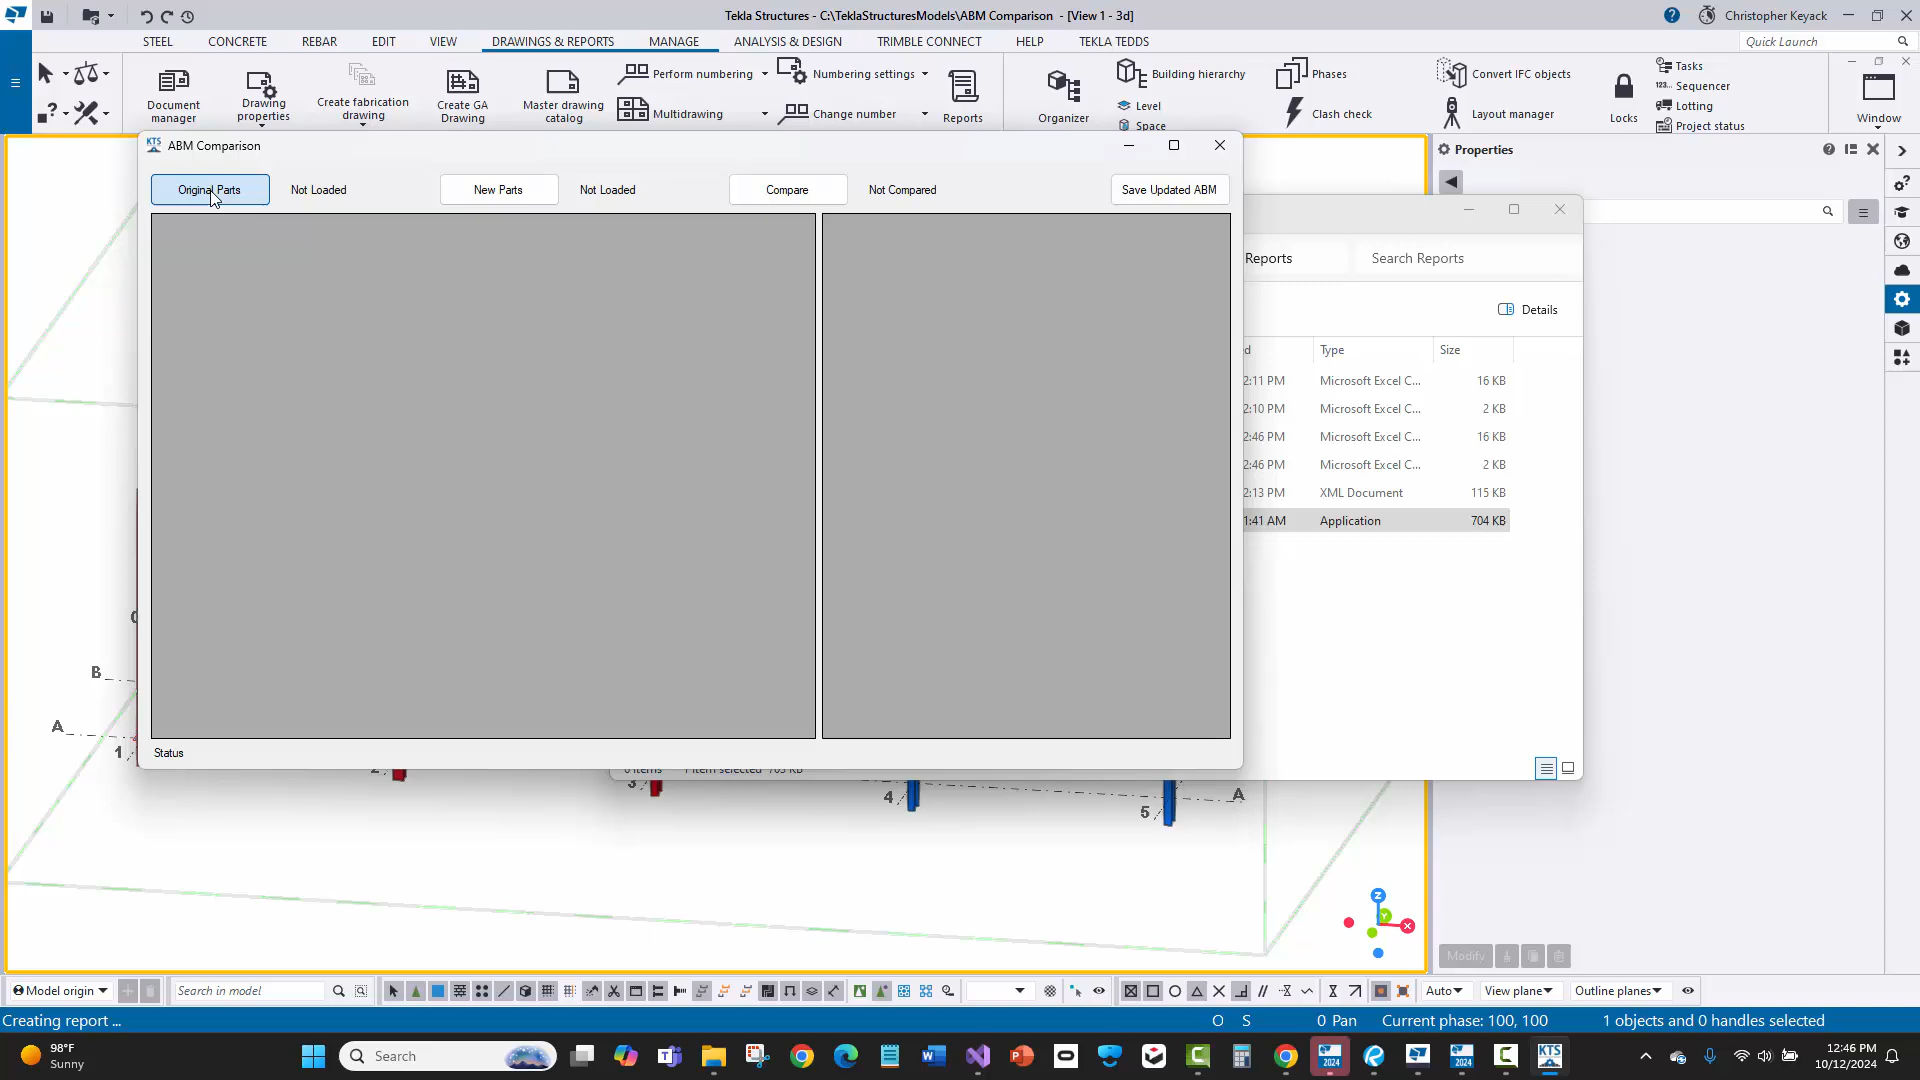 Tekla Structures - C:\TeklaStructuresModels\ABM Comparison - [View 1 - 3d]
Christopher Keyack
STEEL CONCRETE REBAR EDIT VIEW DRAWINGS & REPORTS MANAGE ANALYSIS & DESIGN TRIMBLE CONNECT HELP TEKLA TEDDS
Quick Launch
Document manager
Drawing properties
Create fabrication drawing
Create GA Drawing
Master drawing catalog
Perform numbering
Multidrawing
Numbering settings
Change number
Reports
Organizer
Building hierarchy
Level
Space
Phases
Clash check
Convert IFC objects
Layout manager
Locks
Tasks
Sequencer
Lotting
Project status
Window
KTS ABM Comparison
Original Parts Not Loaded New Parts Not Loaded Compare Not Compared Save Updated ABM
Status
Properties
Reports
Search Reports
Details
Type Size
2:11 PM Microsoft Excel C... 16 KB
2:10 PM Microsoft Excel C... 2 KB
2:46 PM Microsoft Excel C... 16 KB
2:46 PM Microsoft Excel C... 2 KB
2:13 PM XML Document 115 KB
1:41 AM Application 704 KB
B
A
1
2
3
4
5
A
Z
Y
X
Modify
Model origin
Search in model
Auto
View plane
Outline planes
Creating report ...
O S 0 Pan Current phase: 100, 100 1 objects and 0 handles selected
98°F
Sunny
Search
2024
2024
KTS
12:46 PM
10/12/2024